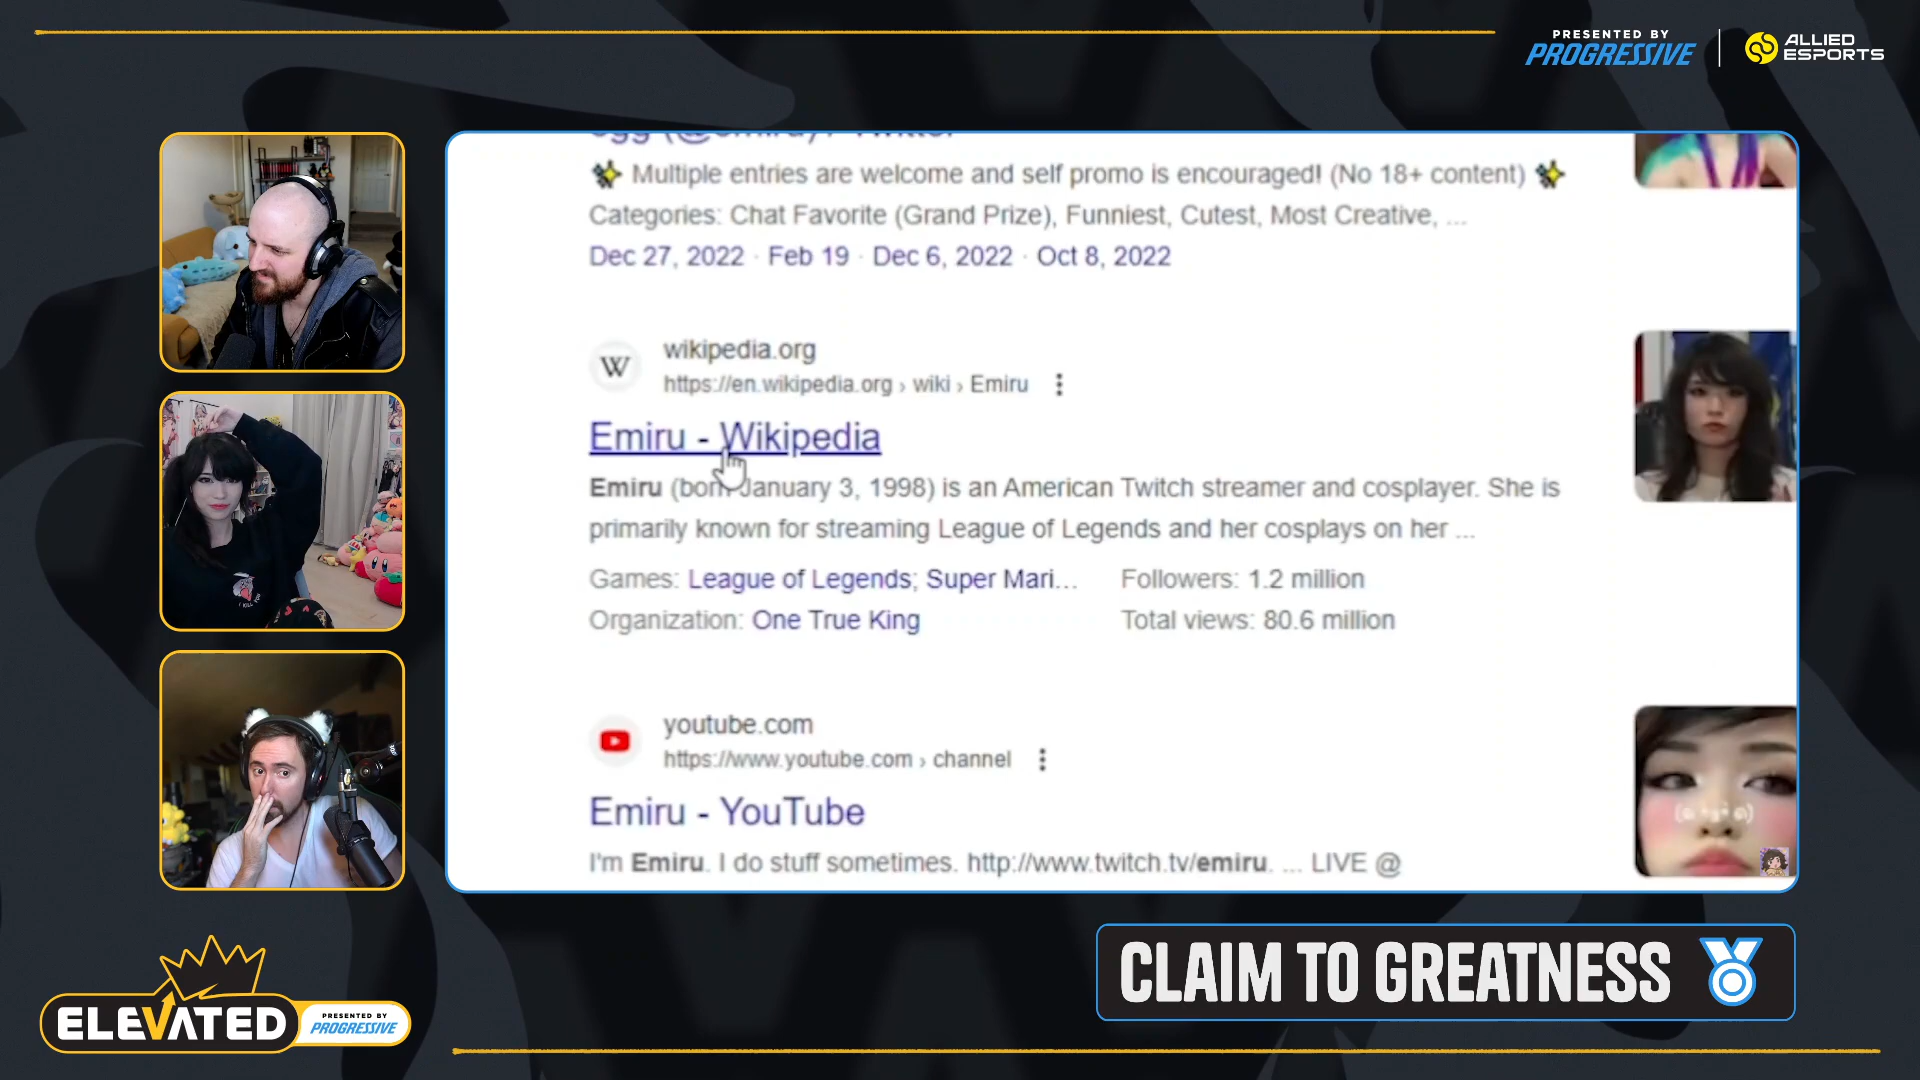 PRESENTED BY
PROGRESSIVE
ALLIED
ESPORTS
✨ Multiple entries are welcome and self promo is encouraged! (No 18+ content) ✨
Categories: Chat Favorite (Grand Prize), Funniest, Cutest, Most Creative, ...
Dec 27, 2022 · Feb 19 · Dec 6, 2022 · Oct 8, 2022
W
wikipedia.org
https://en.wikipedia.org › wiki › Emiru
Emiru - Wikipedia
Emiru (born January 3, 1998) is an American Twitch streamer and cosplayer. She is
primarily known for streaming League of Legends and her cosplays on her ...
Games: League of Legends; Super Mari...
Followers: 1.2 million
Organization: One True King
Total views: 80.6 million
youtube.com
https://www.youtube.com › channel
Emiru - YouTube
I'm Emiru. I do stuff sometimes. http://www.twitch.tv/emiru. ... LIVE @
I KILL YOU
CLAIM TO GREATNESS
ELEVATED
PRESENTED BY
PROGRESSIVE